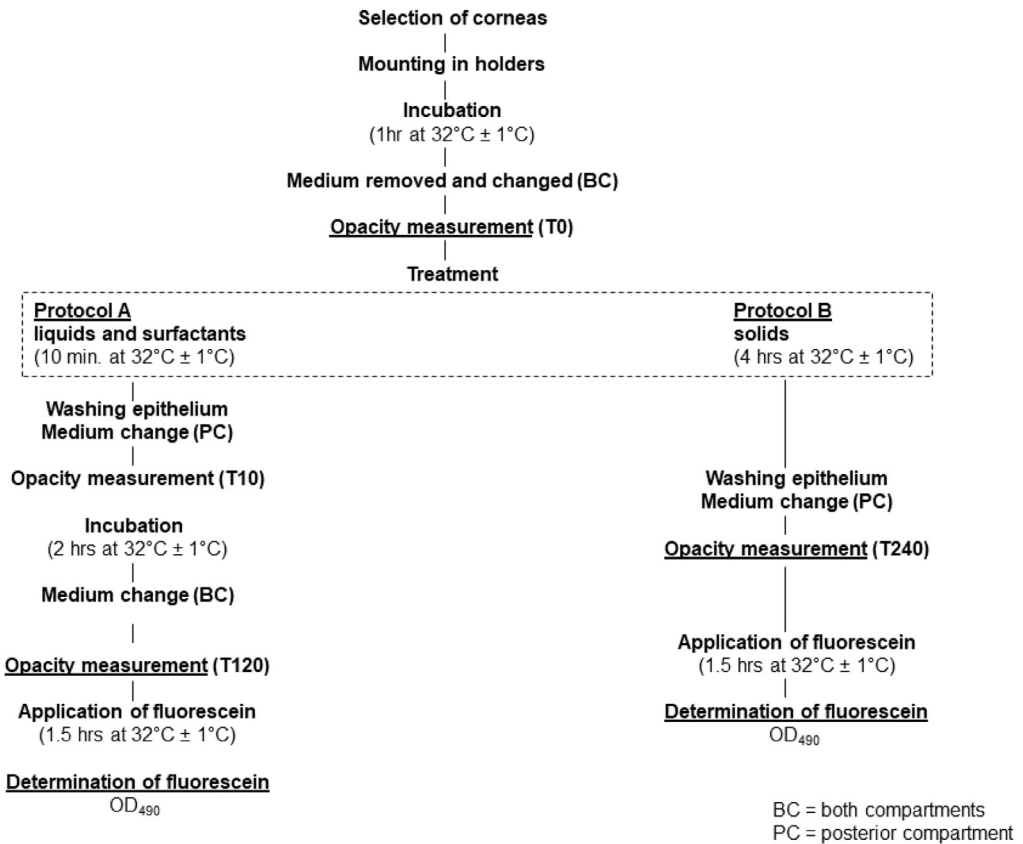 Selection of corneas
Mounting in holders
Incubation
(1hr at 32°C ± 1°C)
Medium removed and changed (BC)
Opacity measurement (T0)
Treatment
Protocol A
liquids and surfactants
(10 min. at 32°C ± 1°C)
Protocol B
solids
(4 hrs at 32°C ± 1°C)
Washing epithelium
Medium change (PC)
Opacity measurement (T10)
Incubation
(2 hrs at 32°C ± 1°C)
Medium change (BC)
Opacity measurement (T120)
Application of fluorescein
(1.5 hrs at 32°C ± 1°C)
Determination of fluorescein
OD490
Washing epithelium
Medium change (PC)
Opacity measurement (T240)
Application of fluorescein
(1.5 hrs at 32°C ± 1°C)
Determination of fluorescein
OD490
BC = both compartments
PC = posterior compartment